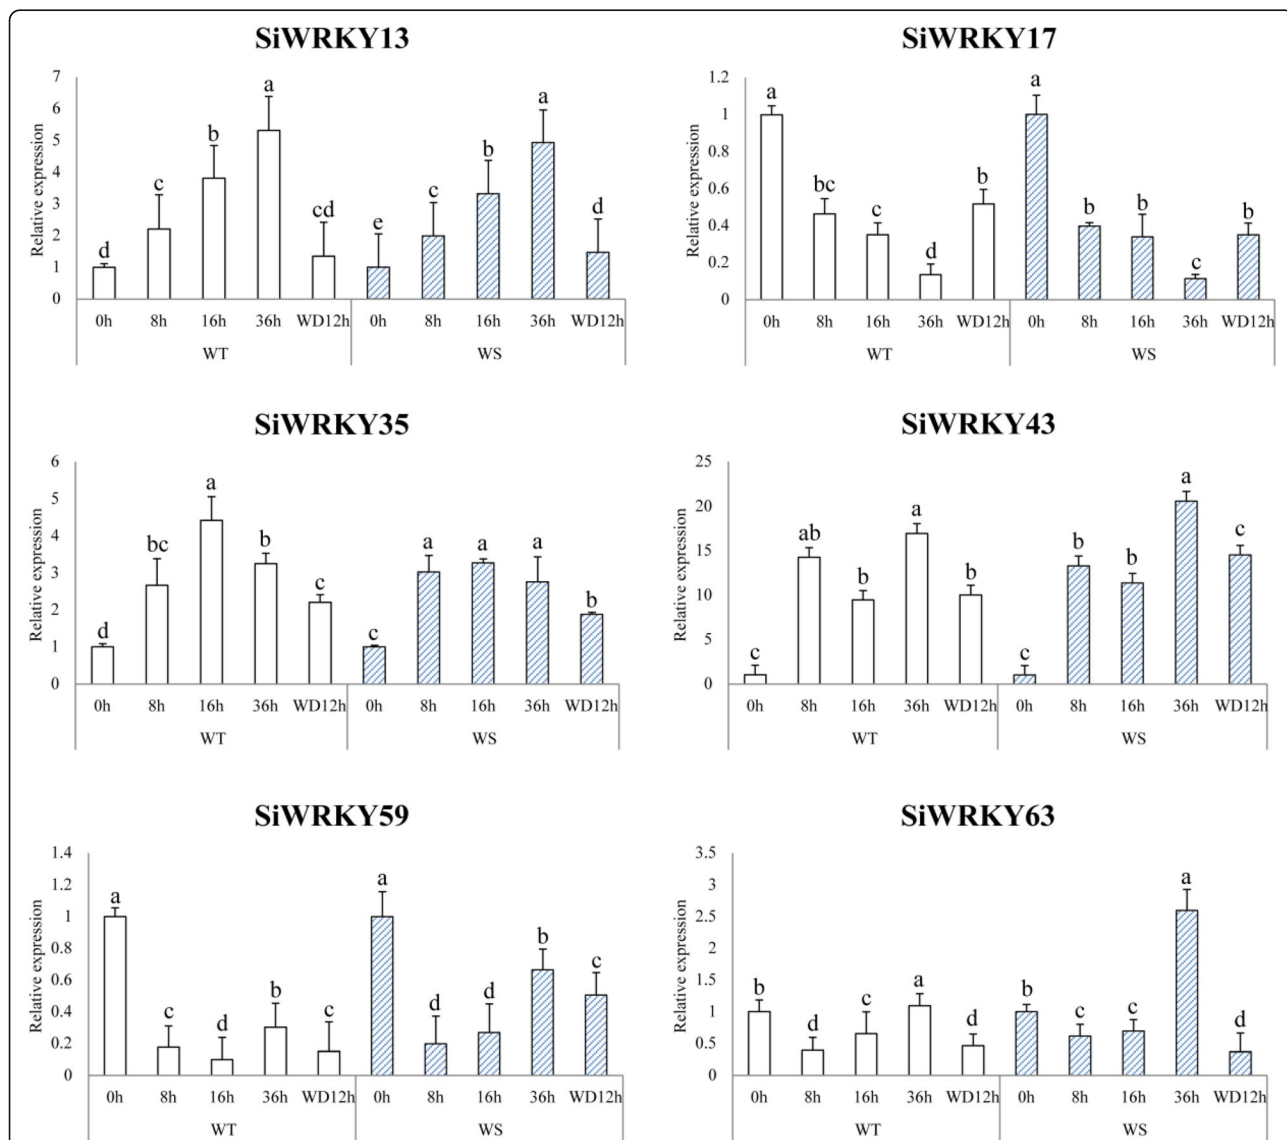 SiWRKY13
Relative expression
7
6
5
4
3
2
1
0
d
c
b
a
cd
e
c
b
a
d
0h 8h 16h 36h WD12h 0h 8h 16h 36h WD12h
WT WS
SiWRKY17
Relative expression
1.2
1
0.8
0.6
0.4
0.2
0
a
bc
c
d
b
a
b
b
c
b
0h 8h 16h 36h WD12h 0h 8h 16h 36h WD12h
WT WS
SiWRKY35
Relative expression
6
5
4
3
2
1
0
d
bc
a
b
c
c
a
a
a
b
0h 8h 16h 36h WD12h 0h 8h 16h 36h WD12h
WT WS
SiWRKY43
Relative expression
25
20
15
10
5
0
c
ab
b
a
b
c
b
b
a
c
0h 8h 16h 36h WD12h 0h 8h 16h 36h WD12h
WT WS
SiWRKY59
Relative expression
1.4
1.2
1
0.8
0.6
0.4
0.2
0
a
c
d
b
c
a
d
d
b
c
0h 8h 16h 36h WD12h 0h 8h 16h 36h WD12h
WT WS
SiWRKY63
Relative expression
3.5
3
2.5
2
1.5
1
0.5
0
b
d
c
a
d
b
c
c
a
d
0h 8h 16h 36h WD12h 0h 8h 16h 36h WD12h
WT WS